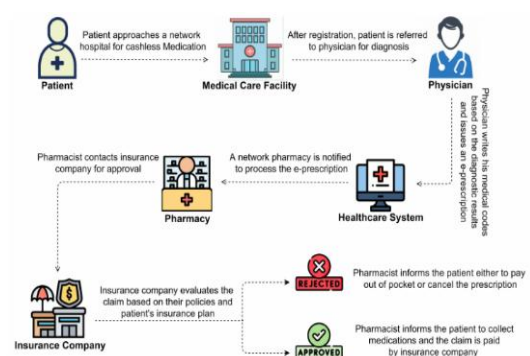 Patient approaches a network
hospital for cashless Medication
After registration, patient is referred
to physician for diagnosis
Patient
Medical Care Facility
Physician
Physician writes his medical codes
based on the diagnostic results
and issues an e-prescription
Pharmacist contacts insurance
company for approval
A network pharmacy is notified
to process the e-prescription
Pharmacy
Healthcare System
Insurance company evaluates the
claim based on their policies and
patient's insurance plan
Insurance Company
REJECTED
Pharmacist informs the patient either to pay
out of pocket or cancel the prescription
APPROVED
Pharmacist informs the patient to collect
medications and the claim is paid
by insurance company